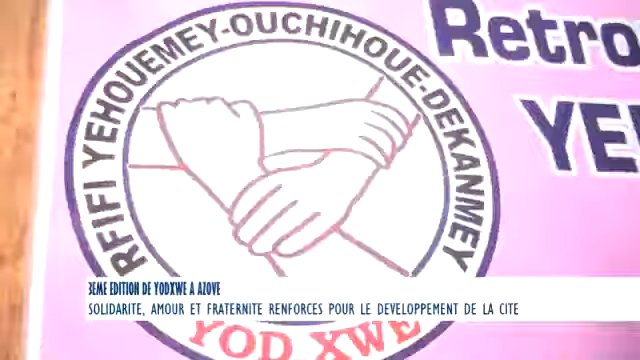 RFIFI YEHOUEMEY-OUCHIHOUE-DEKANMEY
Retro
YE
3EME EDITION DE YODXWE A AZOVE
SOLIDARITE, AMOUR ET FRATERNITE RENFORCES POUR LE DEVELOPPEMENT DE LA CITE
YOD XWE